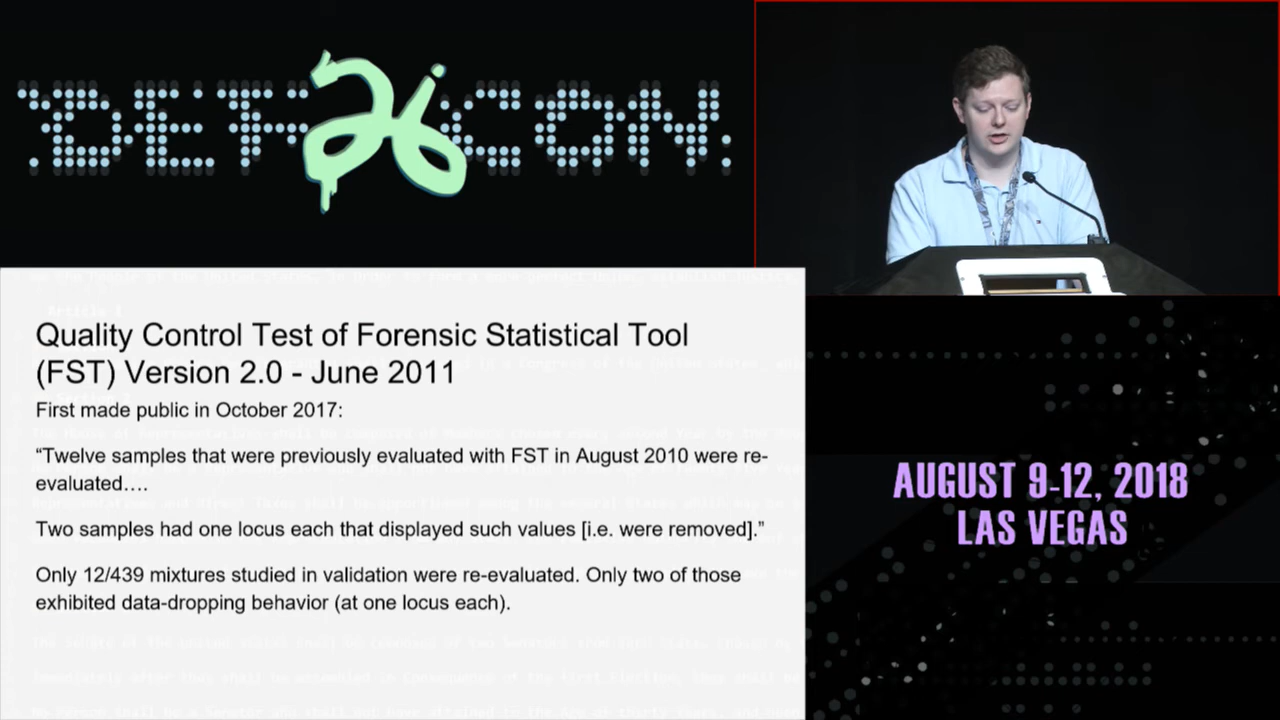 DEF 26 CON
Quality Control Test of Forensic Statistical Tool
(FST) Version 2.0 - June 2011
First made public in October 2017:
“Twelve samples that were previously evaluated with FST in August 2010 were re-
evaluated….
Two samples had one locus each that displayed such values [i.e. were removed].”
Only 12/439 mixtures studied in validation were re-evaluated. Only two of those
exhibited data-dropping behavior (at one locus each).
AUGUST 9-12, 2018
LAS VEGAS